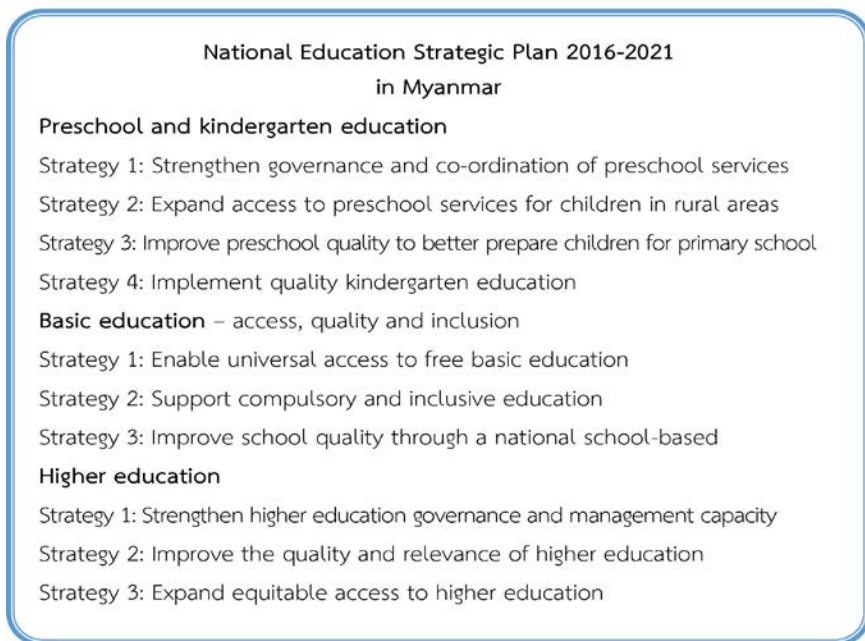 National Education Strategic Plan 2016-2021
in Myanmar
Preschool and kindergarten education
Strategy 1: Strengthen governance and co-ordination of preschool services
Strategy 2: Expand access to preschool services for children in rural areas
Strategy 3: Improve preschool quality to better prepare children for primary school
Strategy 4: Implement quality kindergarten education
Basic education – access, quality and inclusion
Strategy 1: Enable universal access to free basic education
Strategy 2: Support compulsory and inclusive education
Strategy 3: Improve school quality through a national school-based
Higher education
Strategy 1: Strengthen higher education governance and management capacity
Strategy 2: Improve the quality and relevance of higher education
Strategy 3: Expand equitable access to higher education